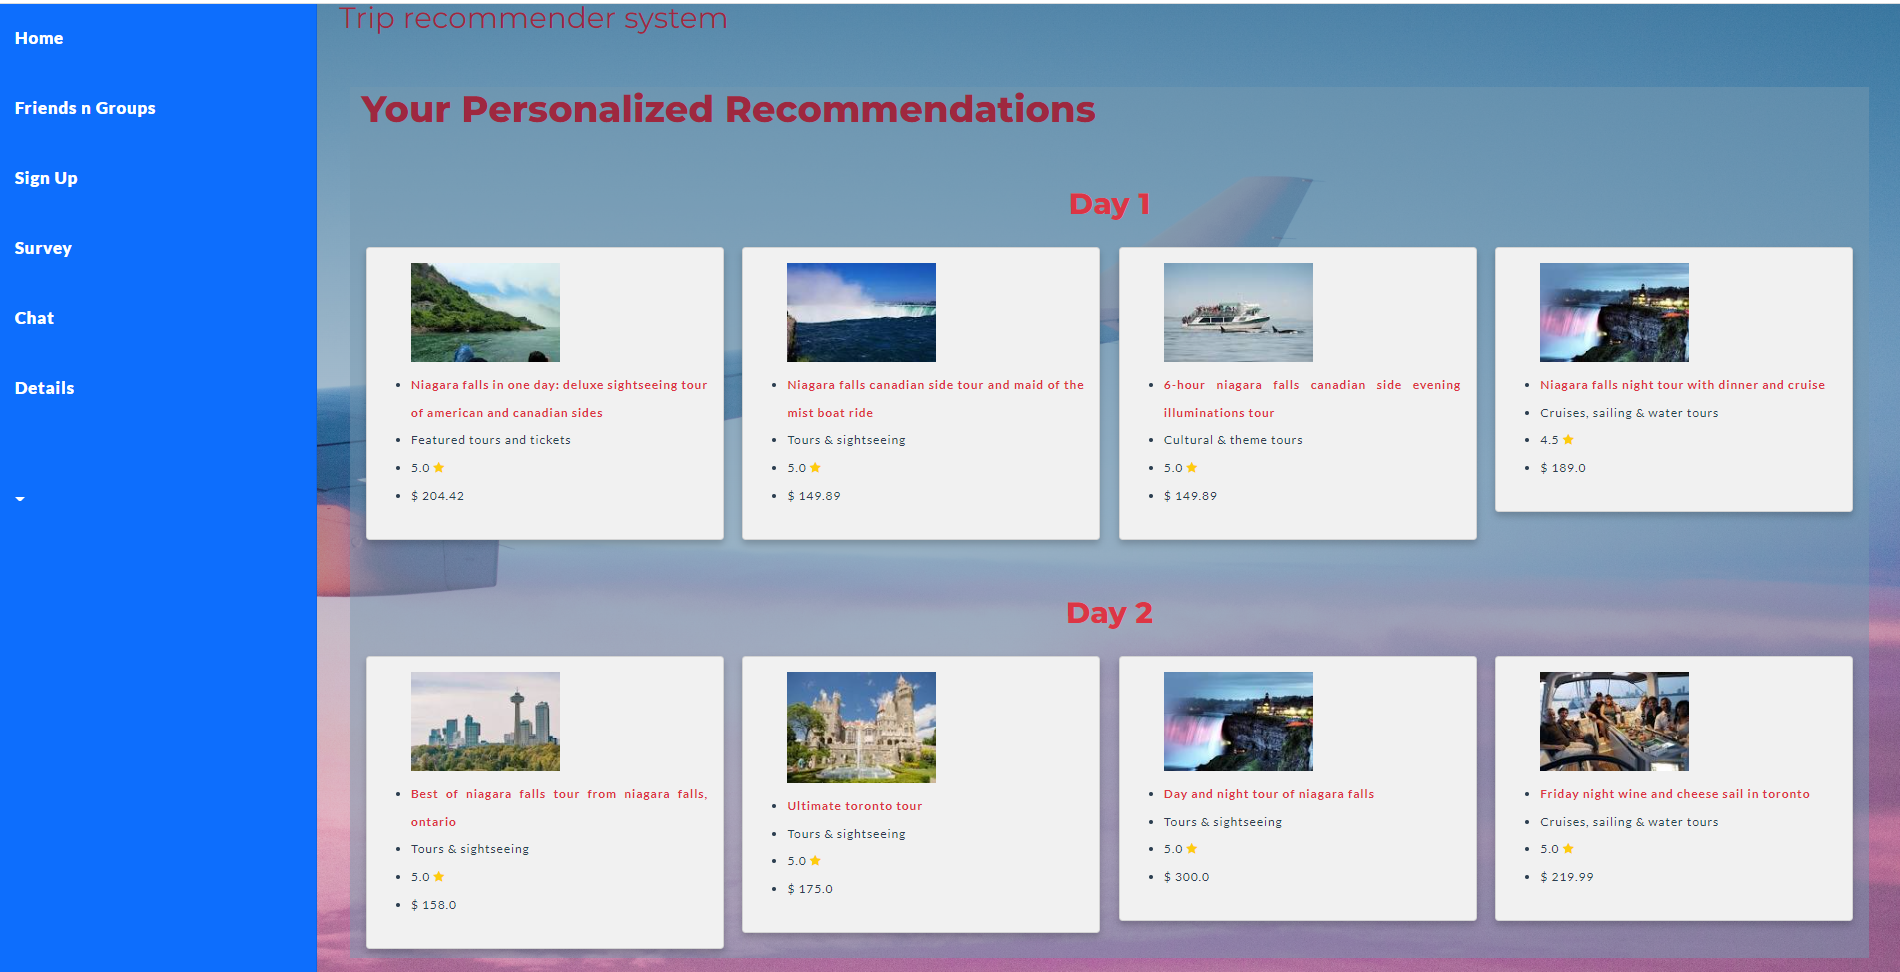 Home
Friends n Groups
Sign Up
Survey
Chat
Details
Trip recommender system
Your Personalized Recommendations
Day 1
Niagara falls in one day: deluxe sightseeing tour
of american and canadian sides
Featured tours and tickets
5.0
$ 204.42
Niagara falls canadian side tour and maid of the
mist boat ride
Tours & sightseeing
5.0
$ 149.89
6-hour niagara falls canadian side evening
illuminations tour
Cultural & theme tours
5.0
$ 149.89
Niagara falls night tour with dinner and cruise
Cruises, sailing & water tours
4.5
$ 189.0
Day 2
Best of niagara falls tour from niagara falls,
ontario
Tours & sightseeing
5.0
$ 158.0
Ultimate toronto tour
Tours & sightseeing
5.0
$ 175.0
Day and night tour of niagara falls
Tours & sightseeing
5.0
$ 300.0
Friday night wine and cheese sail in toronto
Cruises, sailing & water tours
5.0
$ 219.99